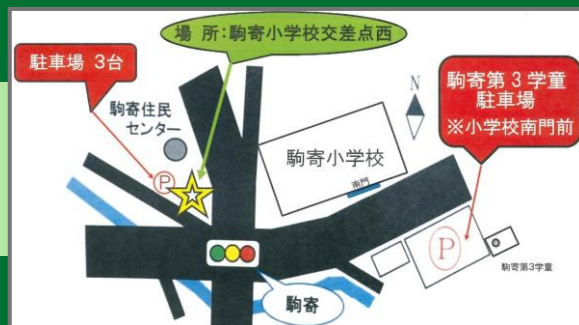 場 所:駒寄小学校交差点西
駐車場 3台
駒寄住民
センター
P
N
駒寄小学校
南門
駒寄第3学童
駐車場
※小学校南門前
P
駒寄第3学童
駒寄